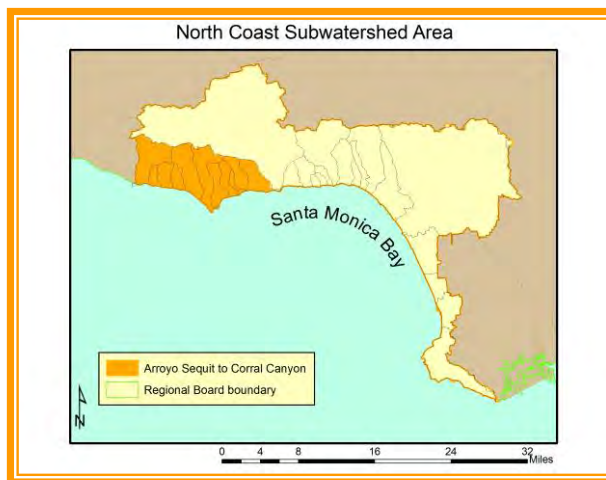 North Coast Subwatershed Area
Santa Monica Bay
Arroyo Sequit to Corral Canyon
Regional Board boundary
N
0 4 8 16 24 32
Miles